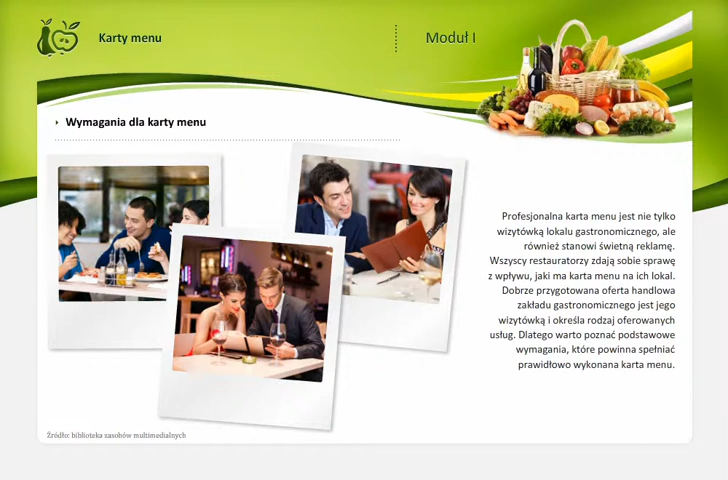 Karty menu
Moduł I
Wymagania dla karty menu
Profesjonalna karta menu jest nie tylko
wizytówką lokalu gastronomicznego, ale
również stanowi świetną reklamę.
Wszyscy restauratorzy zdają sobie sprawę
z wpływu, jaki ma karta menu na ich lokal.
Dobrze przygotowana oferta handlowa
zakładu gastronomicznego jest jego
wizytówką i określa rodzaj oferowanych
usług. Dlatego warto poznać podstawowe
wymagania, które powinna spełniać
prawidłowo wykonana karta menu.
Źródło: biblioteka zasobów multimedialnych